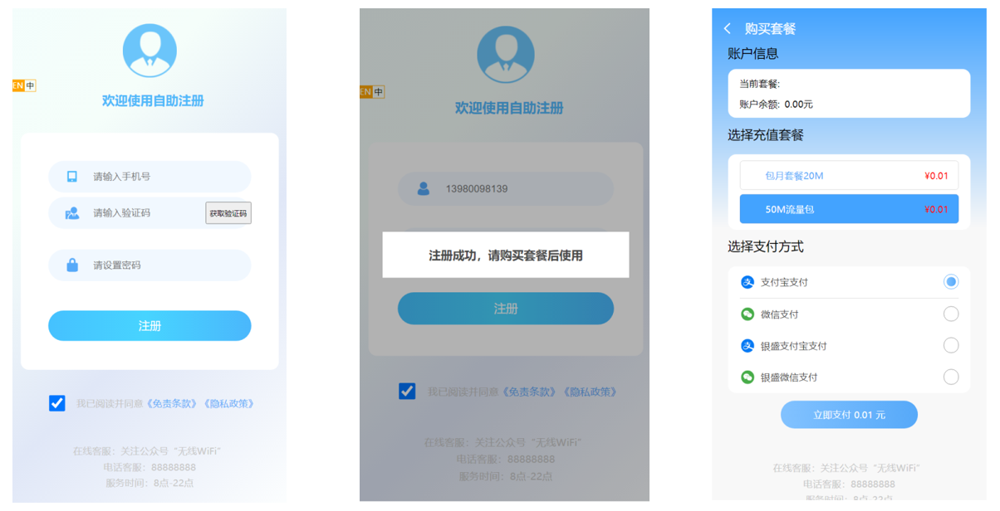 EN 中
欢迎使用自助注册
请输入手机号
请输入验证码 获取验证码
请设置密码
注册
我已阅读并同意《免责条款》《隐私政策》
在线客服：关注公众号“无线WiFi”
电话客服：88888888
服务时间：8点-22点
EN 中
欢迎使用自助注册
13980098139
注册成功，请购买套餐后使用
注册
我已阅读并同意《免责条款》《隐私政策》
在线客服：关注公众号“无线WiFi”
电话客服：88888888
服务时间：8点-22点
购买套餐
账户信息
当前套餐:
账户余额: 0.00元
选择充值套餐
包月套餐20M ¥0.01
50M流量包 ¥0.01
选择支付方式
支付宝支付
微信支付
银盛支付宝支付
银盛微信支付
立即支付 0.01 元
在线客服：关注公众号“无线WiFi”
电话客服：88888888
服务时间：8点-22点